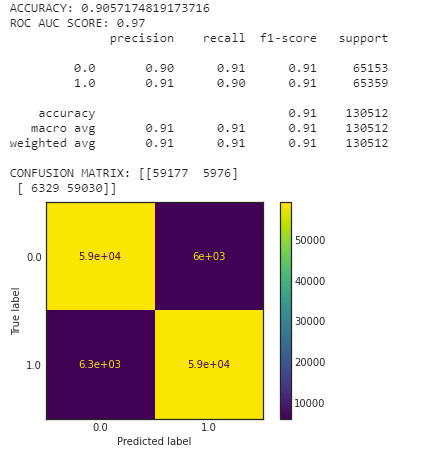 ACCURACY: 0.9057174819173716
ROC AUC SCORE: 0.97
precision recall f1-score support
0.0 0.90 0.91 0.91 65153
1.0 0.91 0.90 0.91 65359
accuracy 0.91 130512
macro avg 0.91 0.91 0.91 130512
weighted avg 0.91 0.91 0.91 130512
CONFUSION MATRIX: [[59177 5976]
[ 6329 59030]]
0.0 5.9e+04 6e+03
1.0 6.3e+03 5.9e+04
True label
0.0 1.0
Predicted label
50000
40000
30000
20000
10000